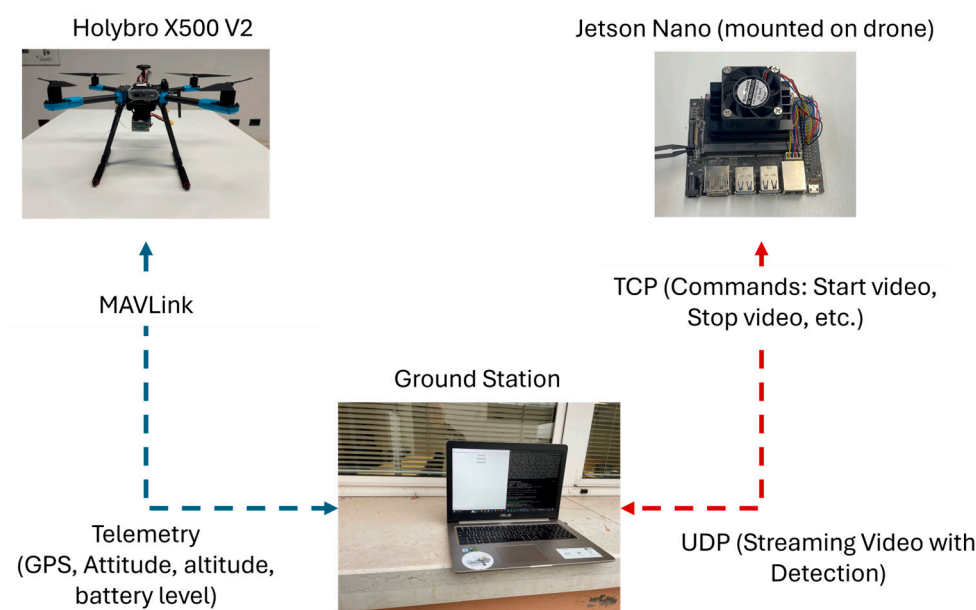 Holybro X500 V2
Jetson Nano (mounted on drone)
MAVLink
TCP (Commands: Start video,
Stop video, etc.)
Ground Station
ASUS
Telemetry
(GPS, Attitude, altitude,
battery level)
UDP (Streaming Video with
Detection)